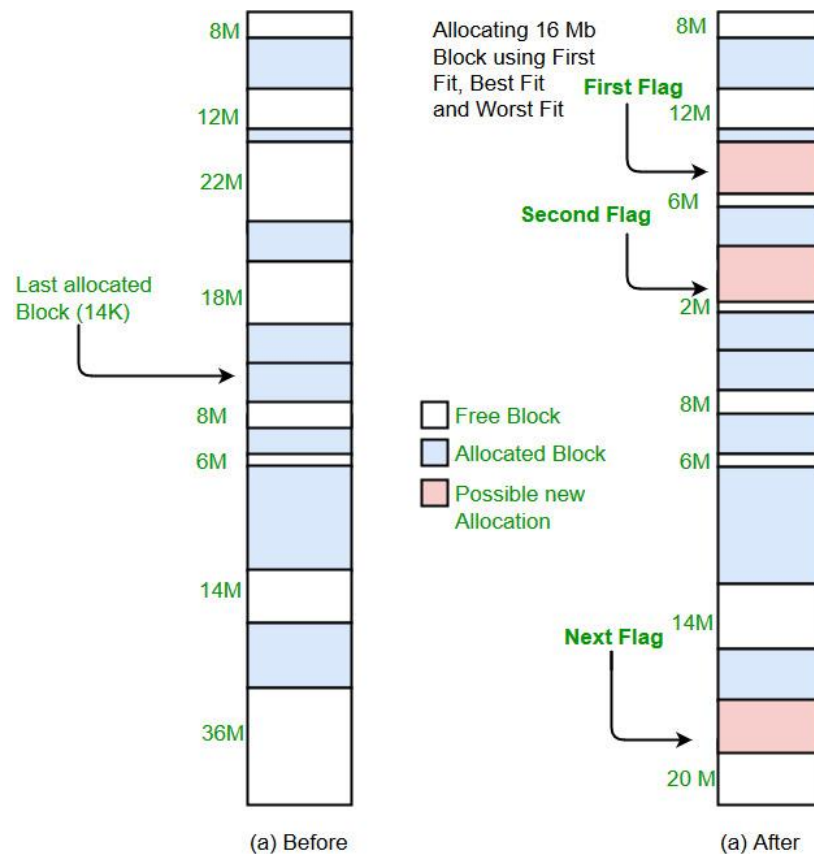 8M
12M
22M
18M
Last allocated
Block (14K)
8M
6M
14M
36M
(a) Before
Allocating 16 Mb
Block using First
Fit, Best Fit
and Worst Fit
First Flag
Second Flag
Free Block
Allocated Block
Possible new
Allocation
Next Flag
8M
12M
6M
2M
8M
6M
14M
20 M
(a) After